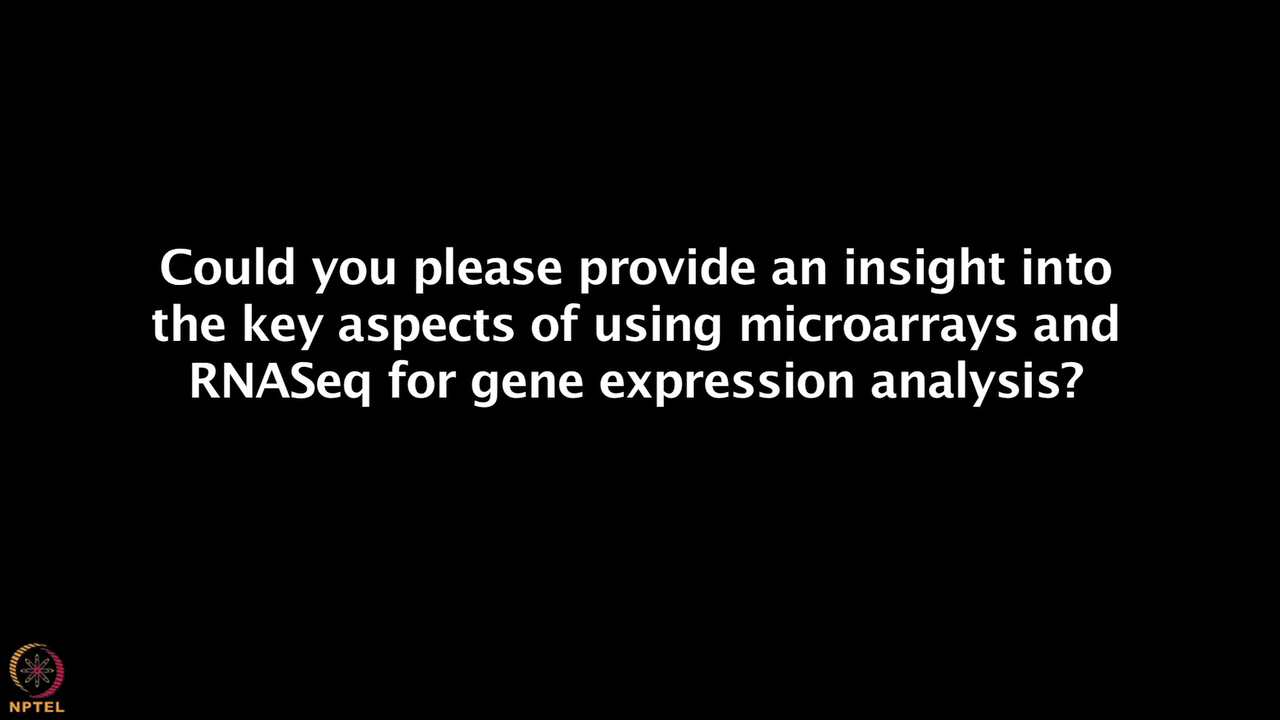 Could you please provide an insight into
the key aspects of using microarrays and
RNASeq for gene expression analysis?
NPTEL